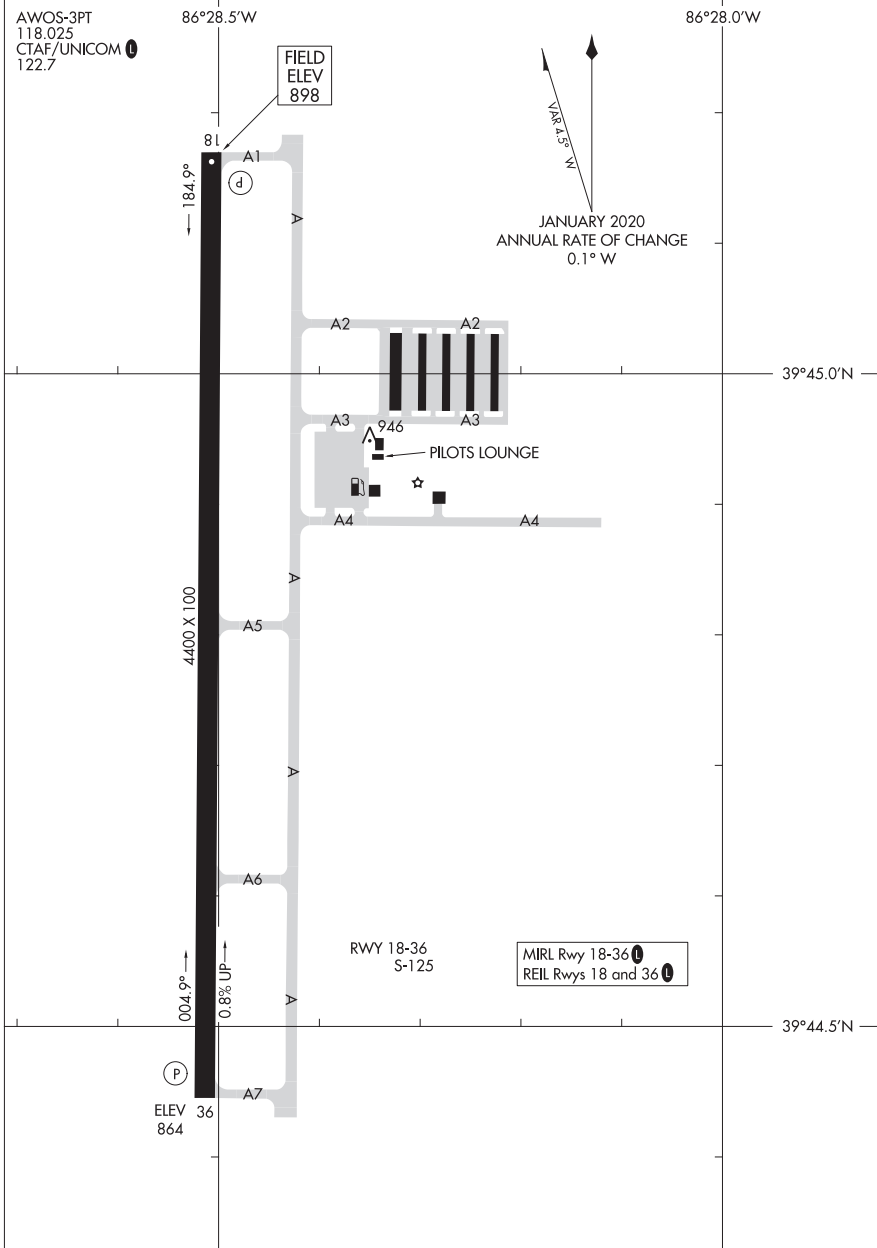 AWOS-3PT
118.025
CTAF/UNICOM L
122.7
86°28.5'W
86°28.0'W
FIELD
ELEV
898
VAR 4.5° W
JANUARY 2020
ANNUAL RATE OF CHANGE
0.1° W
18
A1
P
184.9°
A
A2
A2
39°45.0'N
A3
A3
946
PILOTS LOUNGE
A4
A4
A
4400 X 100
A5
A
A6
RWY 18-36
S-125
MIRL Rwy 18-36 L
REIL Rwys 18 and 36 L
004.9°
0.8% UP
A
39°44.5'N
P
A7
ELEV 36
864